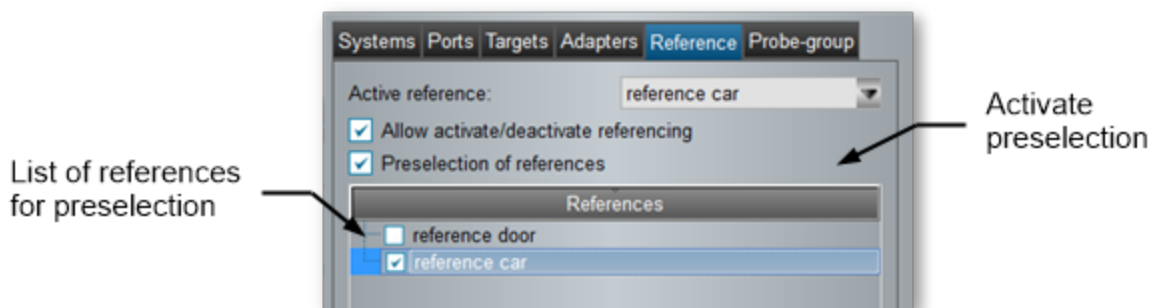 Systems Ports Targets Adapters Reference Probe-group
Active reference: reference car
Allow activate/deactivate referencing
Preselection of references
References
reference door
reference car
List of references
for preselection
Activate
preselection